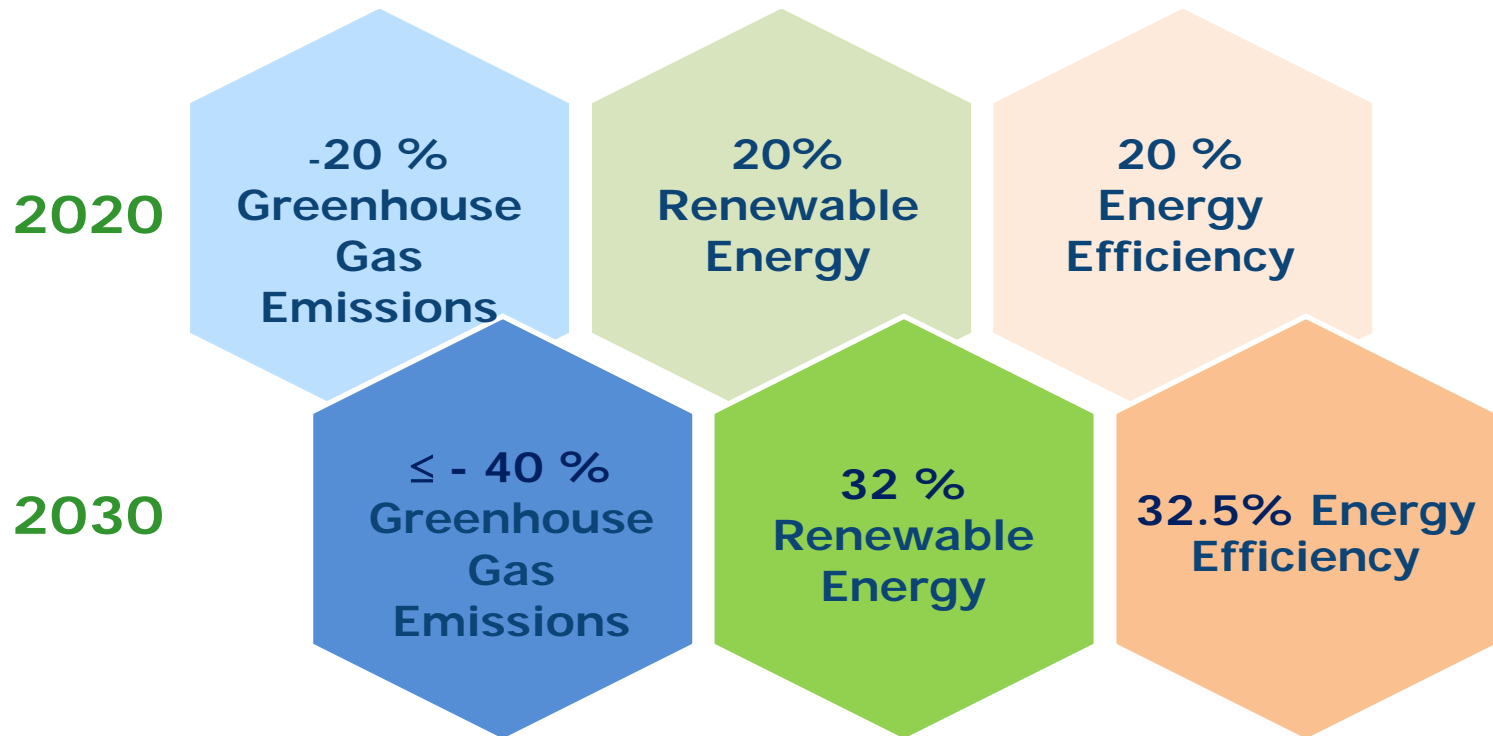 2020
-20 %
Greenhouse
Gas
Emissions
20%
Renewable
Energy
20 %
Energy
Efficiency
2030
≤ - 40 %
Greenhouse
Gas
Emissions
32 %
Renewable
Energy
32.5% Energy
Efficiency